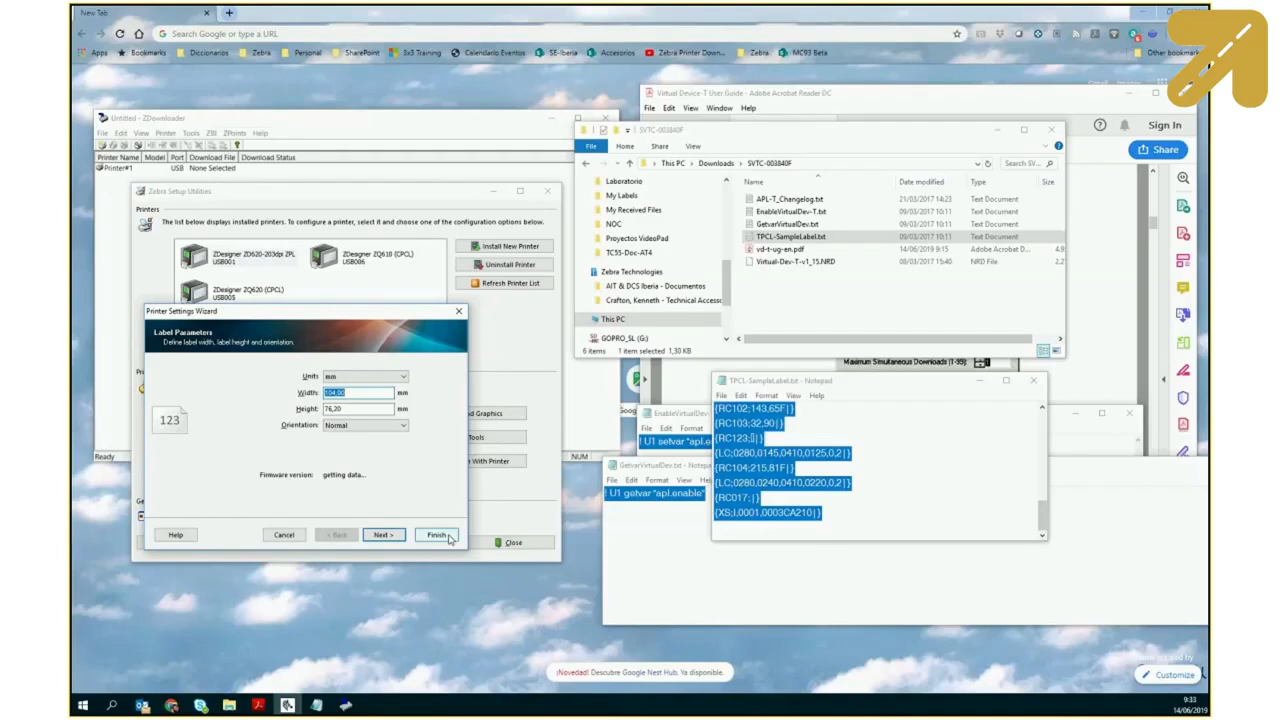 New Tab
Search Google or type a URL
Apps
Bookmarks
Diccionarios
Zebra
Personal
SharePoint
3x3 Training
Calendario Eventos
SE-Iberia
Accesorios
Zebra Printer Down...
Zebra
MC93 Beta
Other bookmarks
Untitled - ZDownloader
File Edit View Printer Tools ZBI ZPoints Help
Printer Name Model Port Download File Download Status
Printer#1 USB None Selected
Ready
NUM
Zebra Setup Utilities
Printers
The list below displays installed printers. To configure a printer, select it and choose one of the configuration options below.
ZDesigner ZD620-203dpi ZPL
USB001
ZDesigner ZQ610 (CPCL)
USB006
ZDesigner ZQ620 (CPCL)
USB005
Install New Printer
Uninstall Printer
Refresh Printer List
d Graphics
Tools
With Printer
Close
Printer Settings Wizard
Label Parameters
Define label width, label height and orientation.
123
Units: mm
Width: 104,00 mm
Height: 76,20 mm
Orientation: Normal
Firmware version: getting data...
Help
Cancel
< Back
Next >
Finish
Virtual Device-T User Guide - Adobe Acrobat Reader DC
File Edit View Window Help
Sign In
Share
SVTC-003840F
File Home Share View
This PC > Downloads > SVTC-003840F
Search SV...
Laboratorio
My Labels
My Received Files
NOC
Proyectos VideoPad
TC55-Doc-AT4
Zebra Technologies
AIT & DCS Iberia - Documentos
Crafton, Kenneth - Technical Accesso
This PC
GOPRO_SL (G:)
Name Date modified Type Size
APL-T_Changelog.txt 21/03/2017 14:23 Text Document
EnableVirtualDev-T.txt 09/03/2017 10:11 Text Document
GetvarVirtualDev.txt 09/03/2017 10:11 Text Document
TPCL-SampleLabel.txt 09/03/2017 10:11 Text Document
vd-t-ug-en.pdf 14/06/2019 9:15 Adobe Acrobat D... 4.9
Virtual-Dev-T-v1_15.NRD 08/03/2017 15:40 NRD File 2.2
6 items 1 item selected 1,30 KB
Maximum Simultaneous Downloads (1-99):
TPCL-SampleLabel.txt - Notepad
File Edit Format View Help
{RC102;143,65F|}
{RC103;32,90|}
{LC;0280,0145,0410,0125,0,2|}
{RC104;215,81F|}
{LC;0280,0240,0410,0220,0,2|}
{RC017;|}
{XS;I,0001,0003CA210|}
EnableVirtualDev-
File Edit Format
! U1 setvar "apl.e
GetvarVirtualDev.txt - Notepa
File Edit Format View Help
! U1 getvar "apl.enable"
¡Novedad! Descubre Google Nest Hub. Ya disponible.
Customize
9:33
14/06/2019